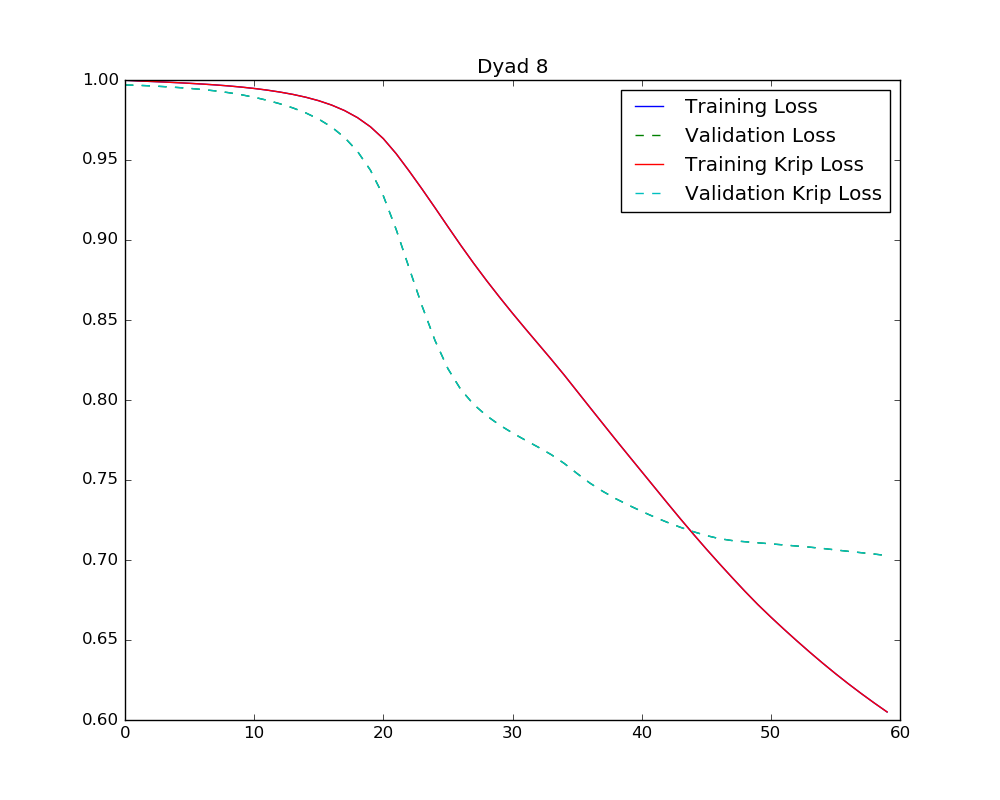 Dyad 8
1.00
0.95
0.90
0.85
0.80
0.75
0.70
0.65
0.60
Training Loss
Validation Loss
Training Krip Loss
Validation Krip Loss
0 10 20 30 40 50 60